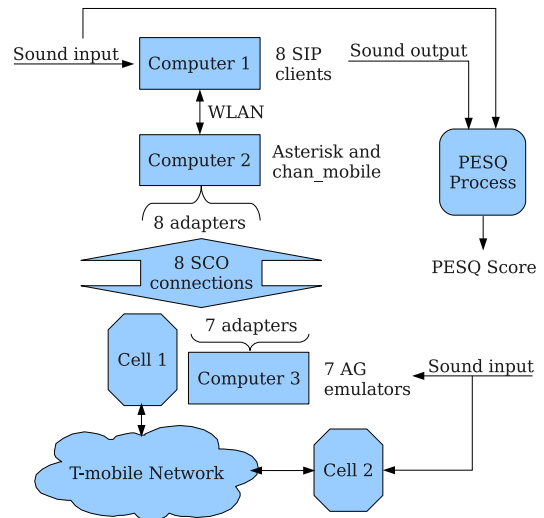 Sound input
Computer 1
8 SIP
clients
Sound output
WLAN
Computer 2
Asterisk and
chan_mobile
PESQ
Process
8 adapters
PESQ Score
8 SCO
connections
7 adapters
Cell 1
Computer 3
7 AG
emulators
Sound input
T-mobile Network
Cell 2